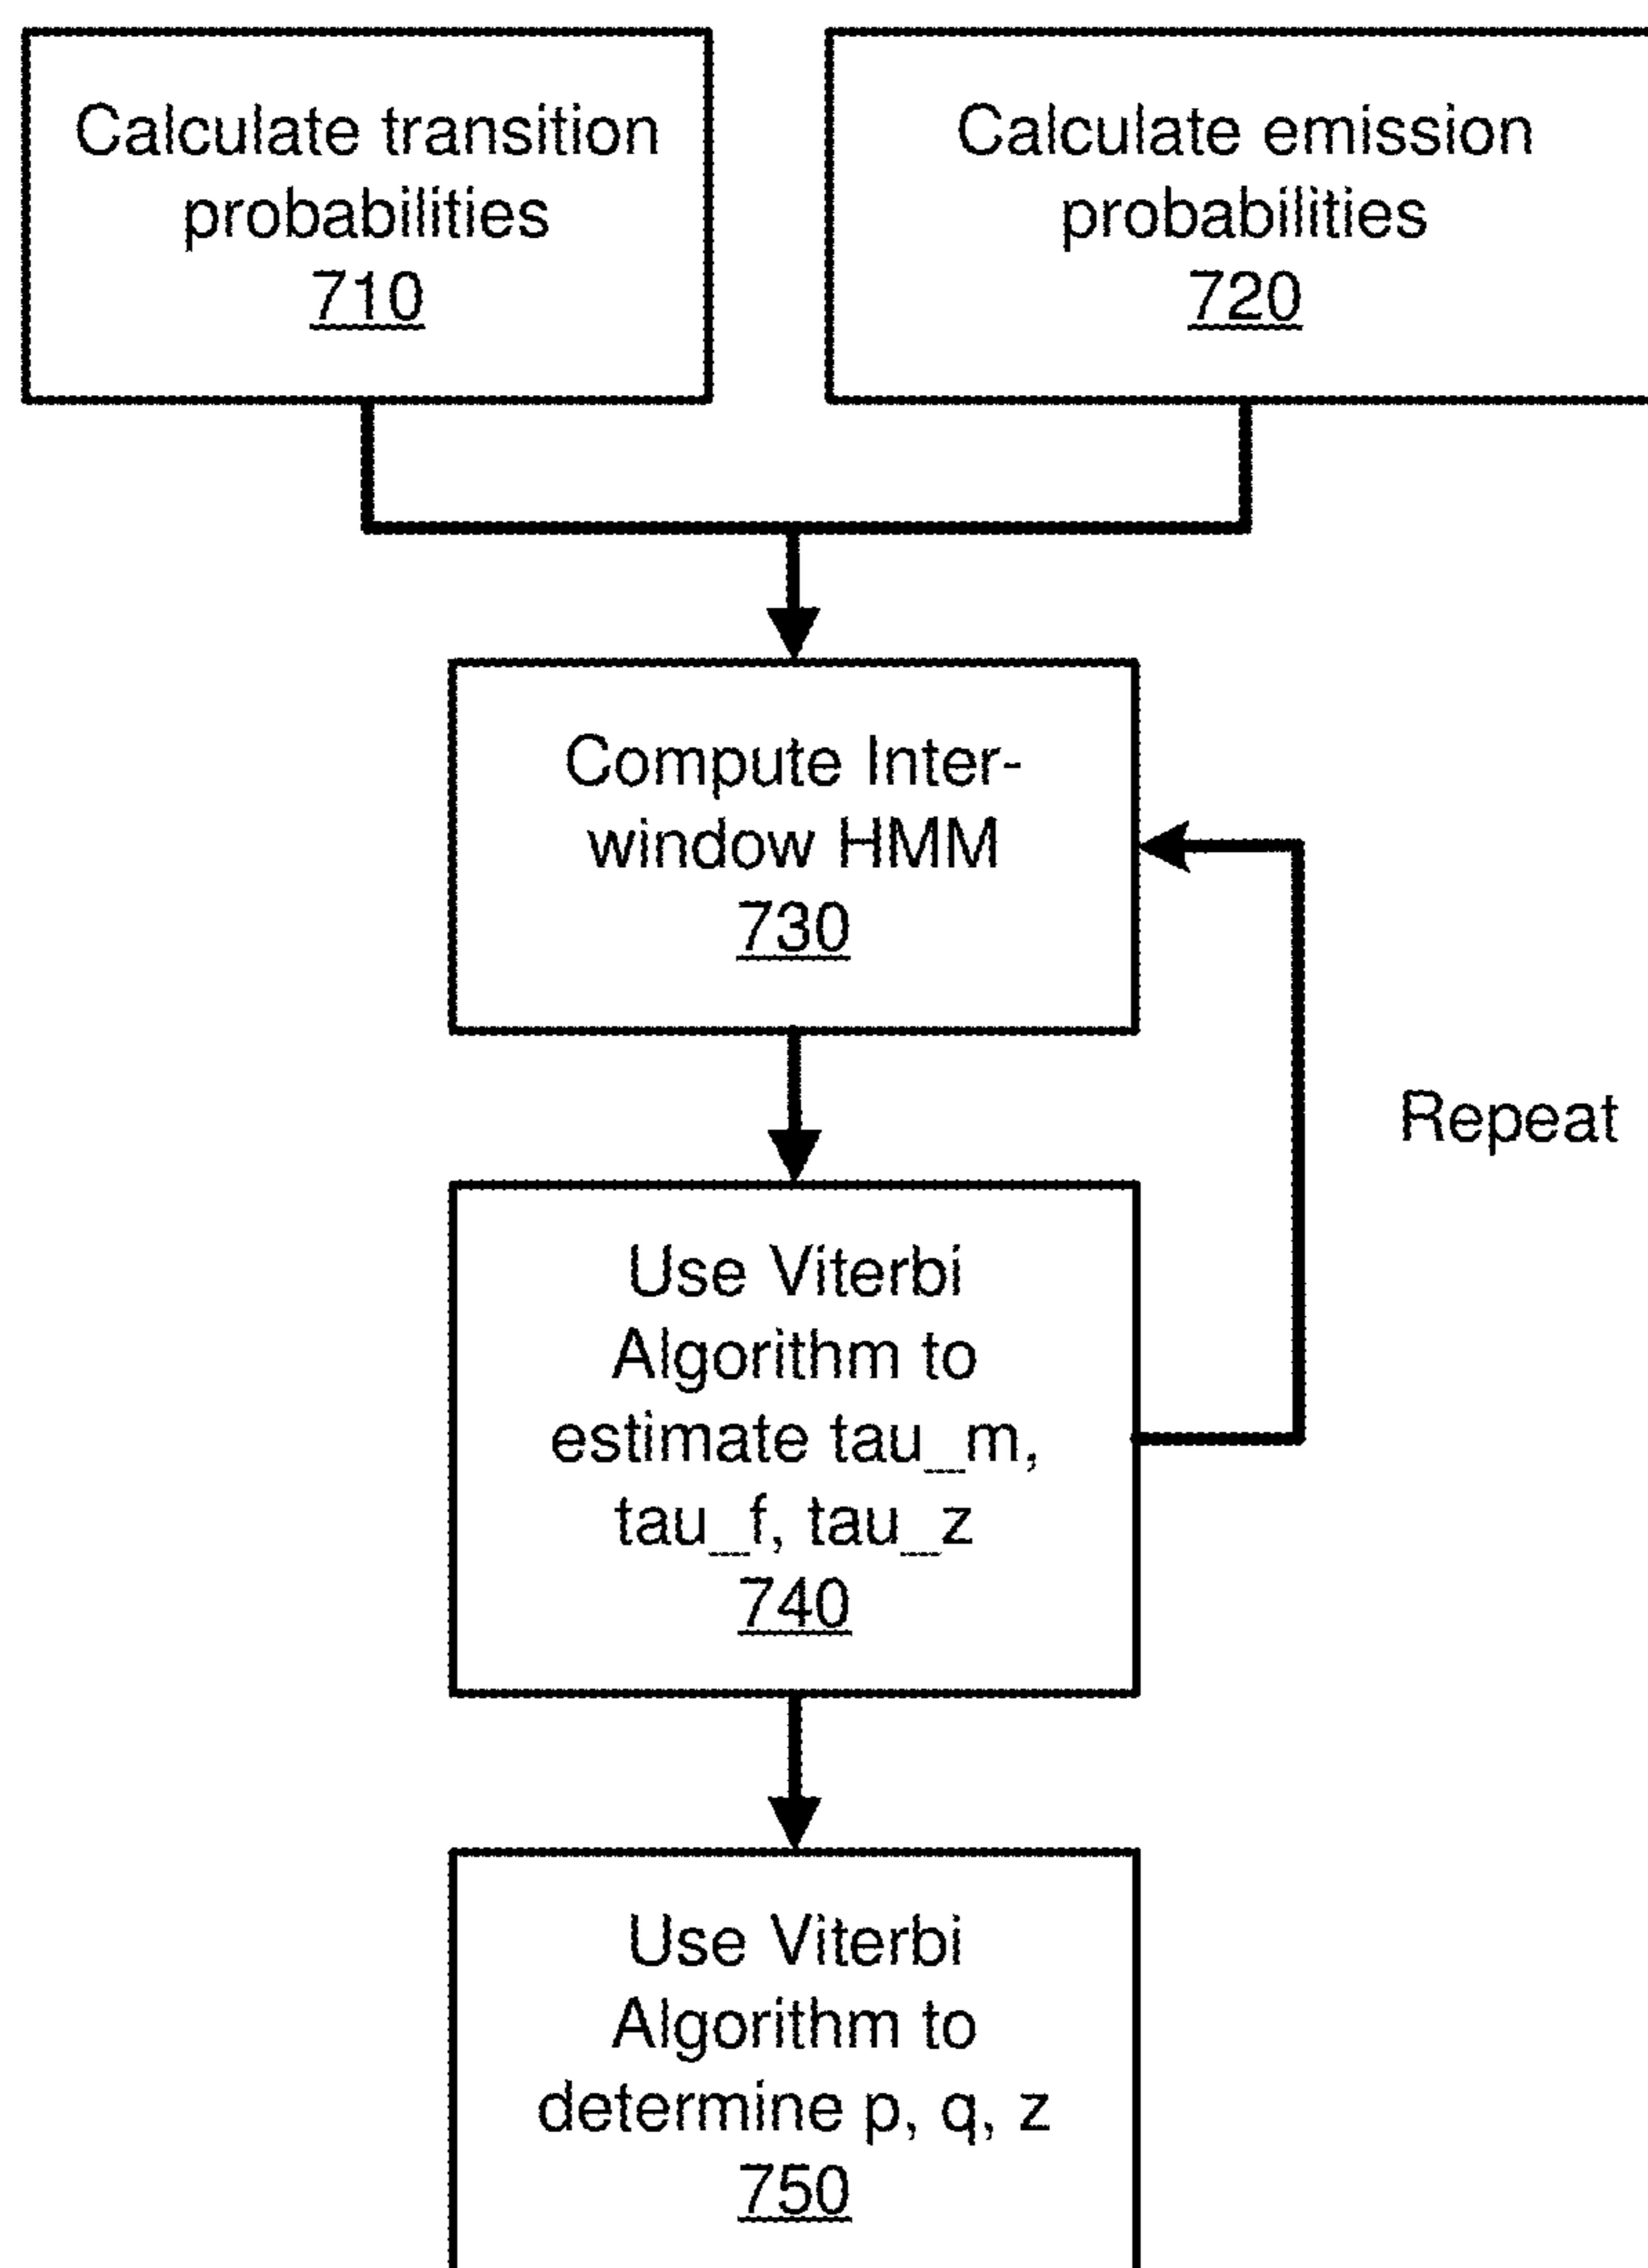 Calculate transition
probabilities
710
Calculate emission
probabilities
720
Compute Inter-
window HMM
730
Repeat
Use Viterbi
Algorithm to
estimate tau_m,
tau_f, tau_z
740
Use Viterbi
Algorithm to
determine p, q, z
750